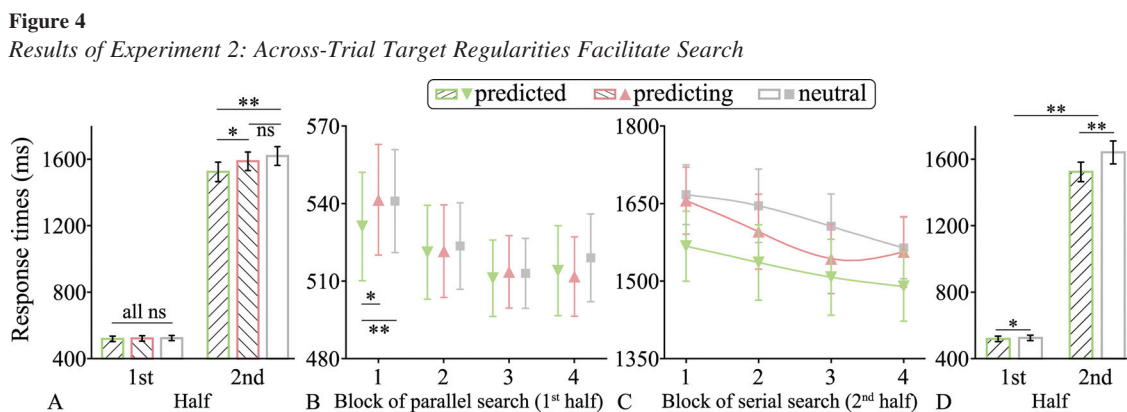 Figure 4
Results of Experiment 2: Across-Trial Target Regularities Facilitate Search
predicted predicting neutral
Response times (ms)
1600
1200
800
400
** 
* ns
all ns
1st 2nd
A Half
570
540
510
480
*
**
1 2 3 4
B Block of parallel search (1st half)
1800
1650
1500
1350
1 2 3 4
C Block of serial search (2nd half)
1600
1200
800
400
**
**
*
1st 2nd
D Half